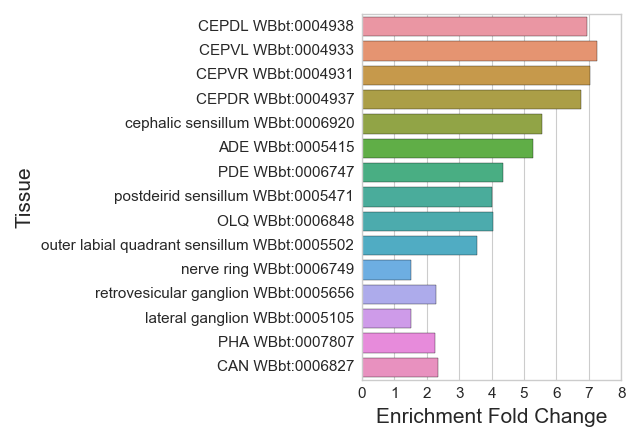 CEPDL WBbt:0004938
CEPVL WBbt:0004933
CEPVR WBbt:0004931
CEPDR WBbt:0004937
cephalic sensillum WBbt:0006920
ADE WBbt:0005415
PDE WBbt:0006747
postdeirid sensillum WBbt:0005471
OLQ WBbt:0006848
outer labial quadrant sensillum WBbt:0005502
nerve ring WBbt:0006749
retrovesicular ganglion WBbt:0005656
lateral ganglion WBbt:0005105
PHA WBbt:0007807
CAN WBbt:0006827
Tissue
0 1 2 3 4 5 6 7 8
Enrichment Fold Change